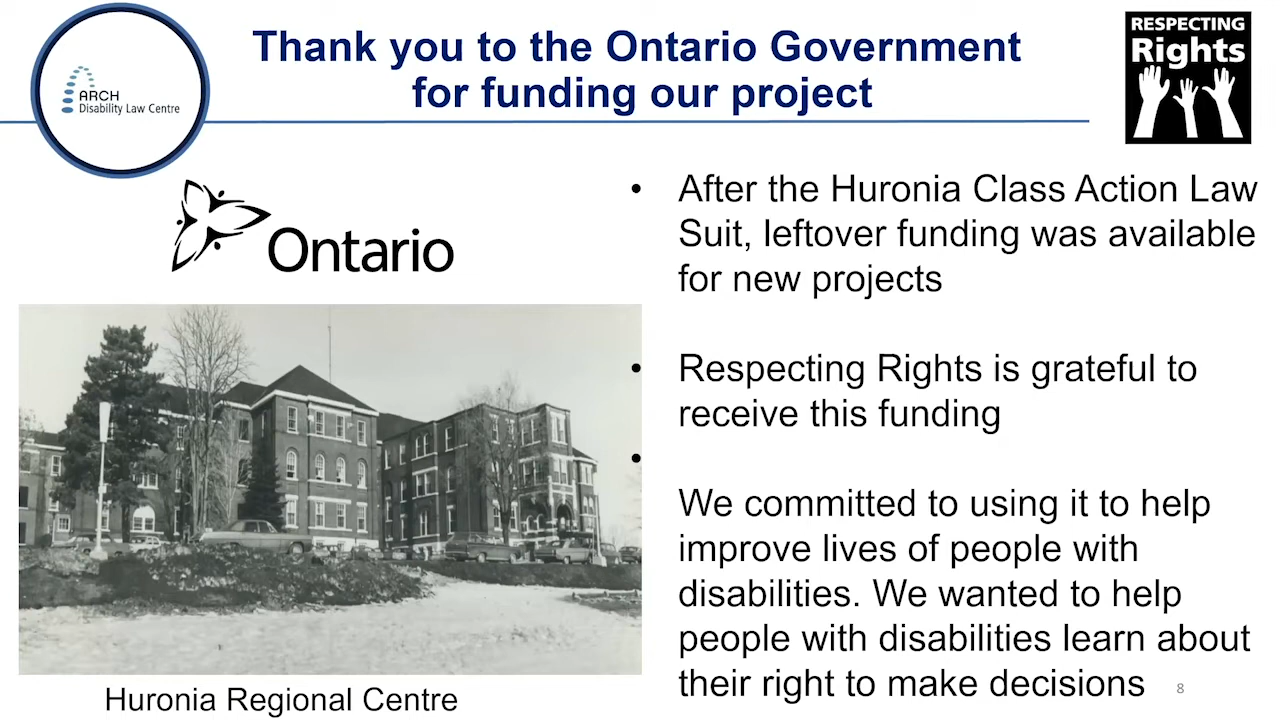 Thank you to the Ontario Government
for funding our project
ARCH
Disability Law Centre
RESPECTING
Rights
Ontario
• After the Huronia Class Action Law
Suit, leftover funding was available
for new projects
• Respecting Rights is grateful to
receive this funding
•
We committed to using it to help
improve lives of people with
disabilities. We wanted to help
people with disabilities learn about
their right to make decisions
Huronia Regional Centre
8